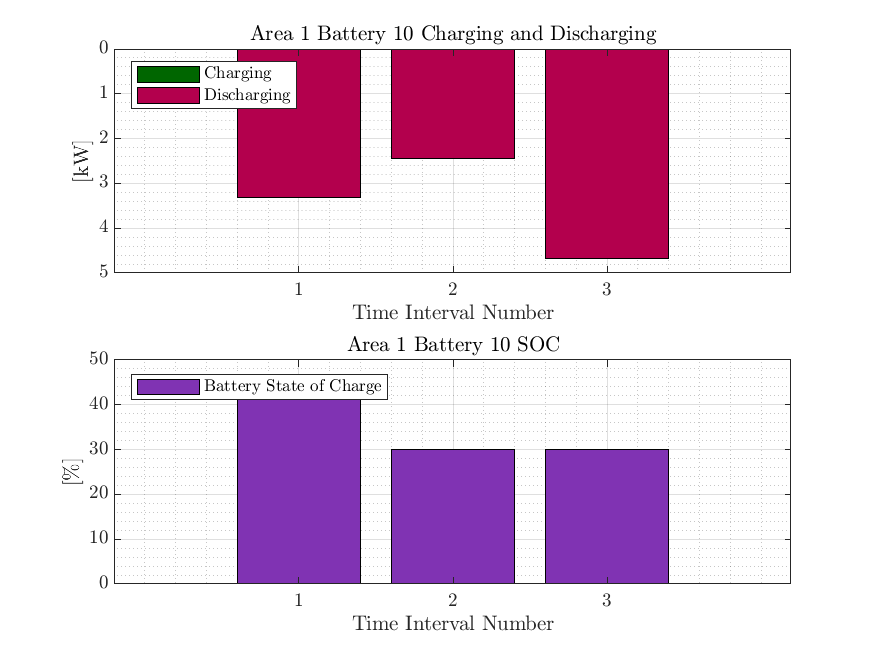 Area 1 Battery 10 Charging and Discharging
0
1
2
3
4
5
[kW]
Charging
Discharging
1 2 3
Time Interval Number
Area 1 Battery 10 SOC
50
40
30
20
10
0
[%]
Battery State of Charge
1 2 3
Time Interval Number